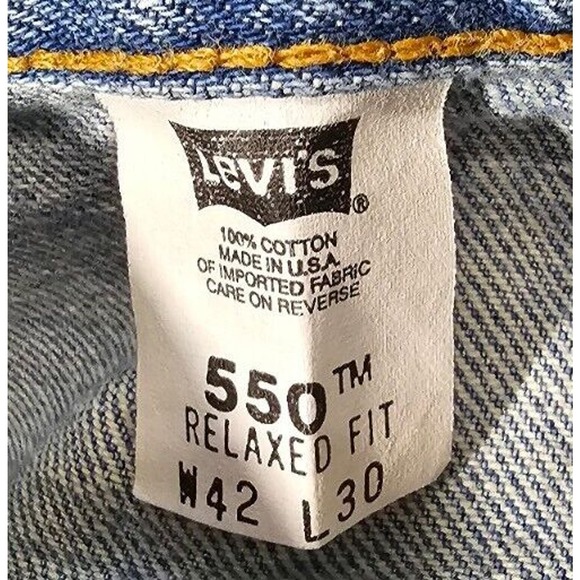 Levi's ®
100% COTTON
MADE IN U.S.A.
OF IMPORTED FABRIC
CARE ON REVERSE
550™
RELAXED FIT
W42 L30